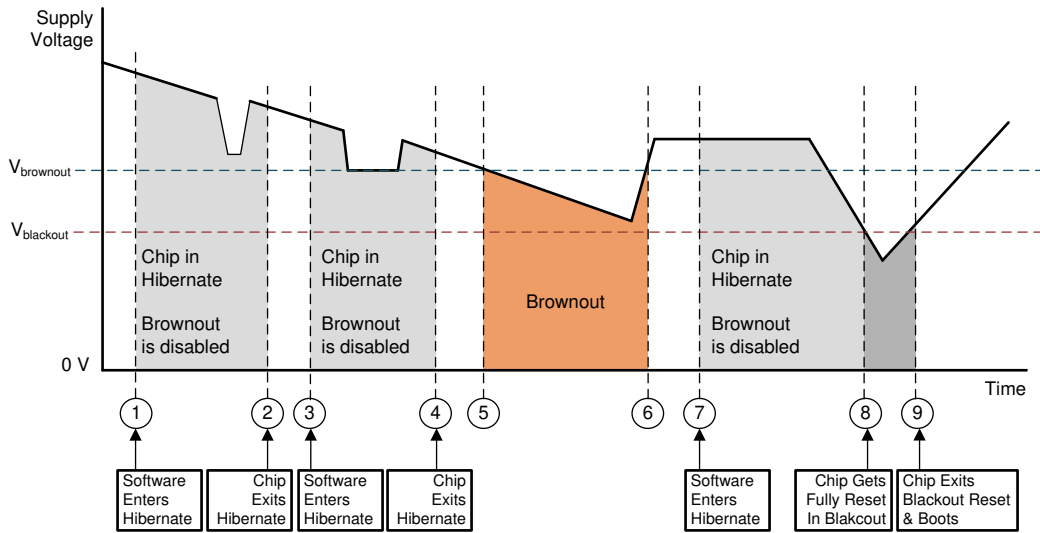 Supply
Voltage
Vbrownout
Vblackout
0 V
Time
Chip in
Hibernate
Brownout
is disabled
Chip in
Hibernate
Brownout
is disabled
Brownout
Chip in
Hibernate
Brownout
is disabled
1
2
3
4
5
6
7
8
9
Software
Enters
Hibernate
Chip
Exits
Hibernate
Software
Enters
Hibernate
Chip
Exits
Hibernate
Software
Enters
Hibernate
Chip Gets
Fully Reset
In Blakcout
Chip Exits
Blackout Reset
& Boots